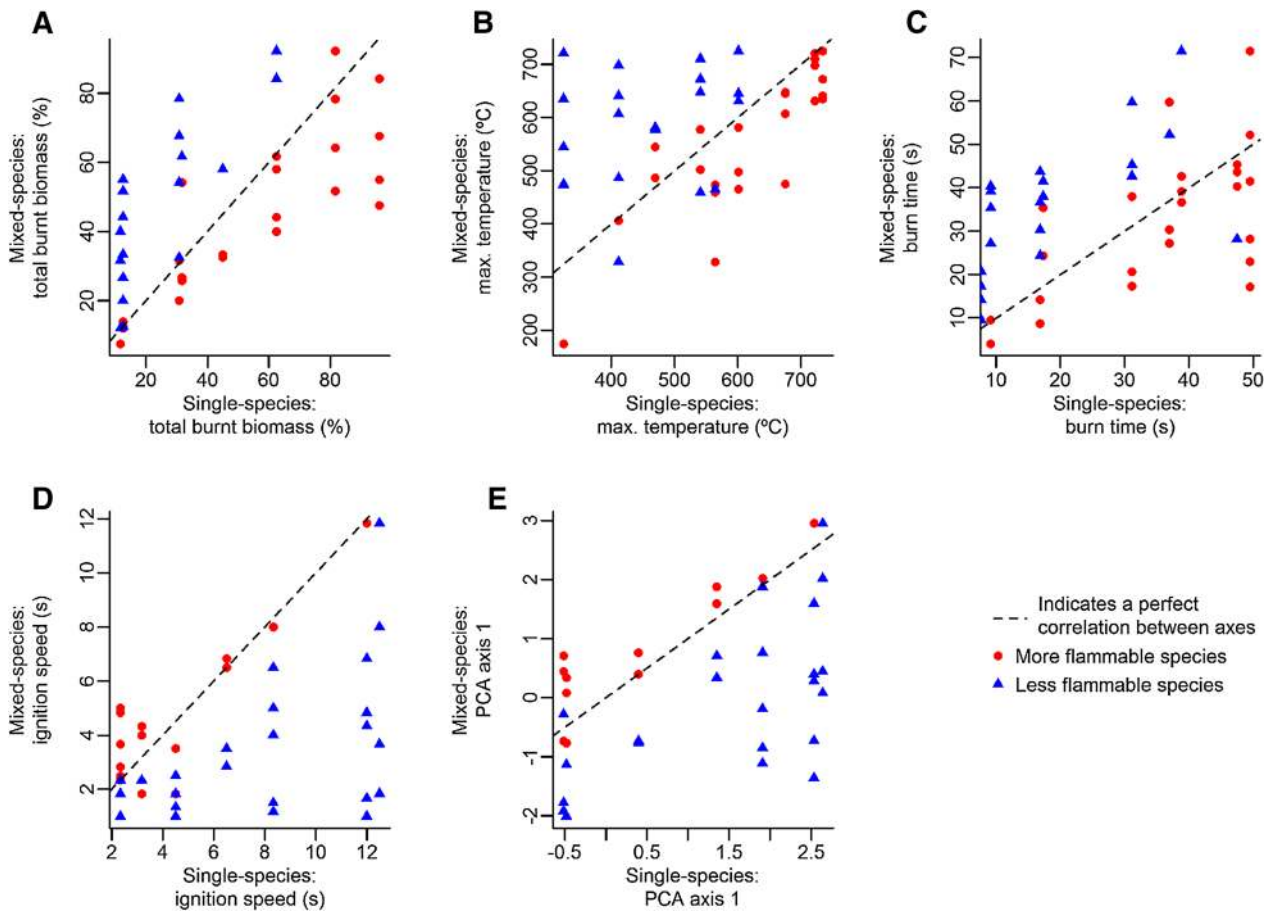 A
Mixed-species:
total burnt biomass (%)
80
60
40
20
20 40 60 80
Single-species:
total burnt biomass (%)
B
Mixed-species:
max. temperature (ºC)
700
600
500
400
300
200
400 500 600 700
Single-species:
max. temperature (ºC)
C
Mixed-species:
burn time (s)
70
60
50
40
30
20
10
10 20 30 40 50
Single-species:
burn time (s)
D
Mixed-species:
ignition speed (s)
12
10
8
6
4
2
2 4 6 8 10 12
Single-species:
ignition speed (s)
E
Mixed-species:
PCA axis 1
3
2
1
0
-1
-2
-0.5 0.5 1.5 2.5
Single-species:
PCA axis 1
Indicates a perfect
correlation between axes
More flammable species
Less flammable species